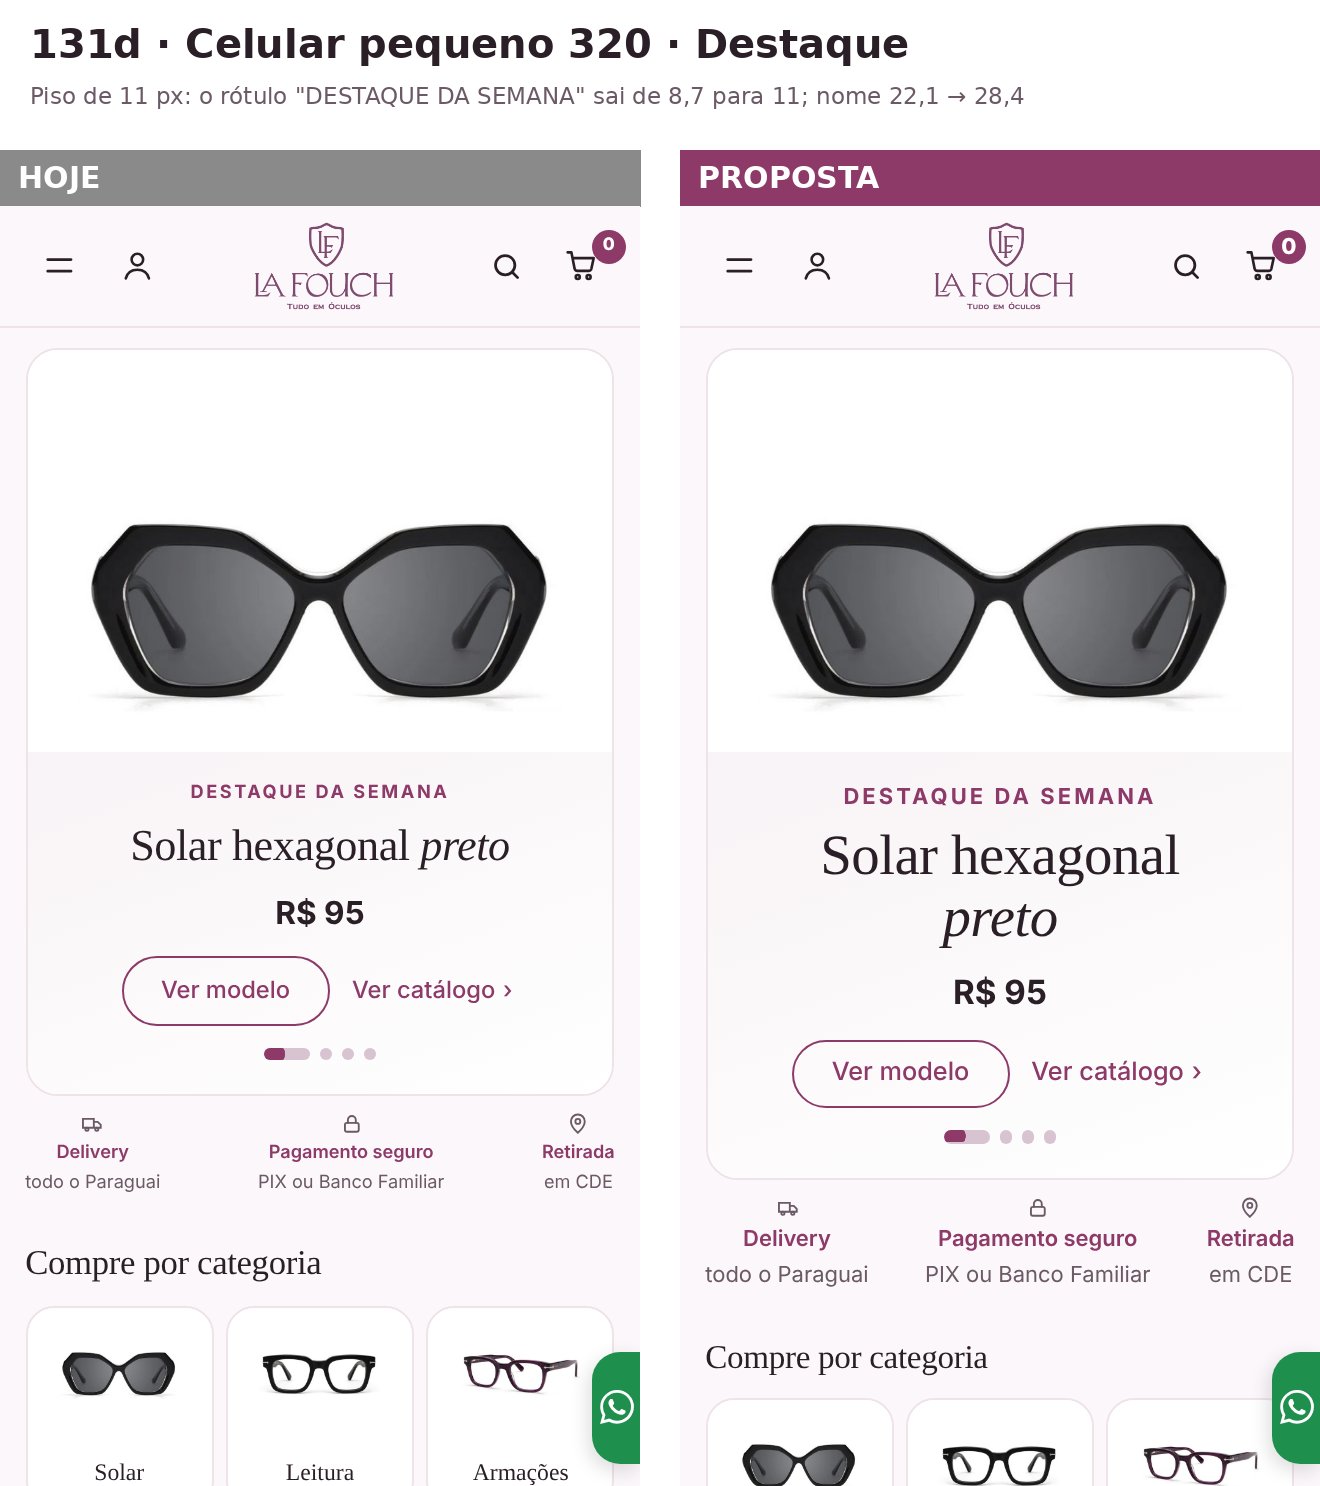 131d · Celular pequeno 320 · Destaque
Piso de 11 px: o rótulo "DESTAQUE DA SEMANA" sai de 8,7 para 11; nome 22,1 → 28,4
HOJE
LF
LA FOUCH
TUDO EM ÓCULOS
0
DESTAQUE DA SEMANA
Solar hexagonal preto
R$ 95
Ver modelo
Ver catálogo ›
Delivery
todo o Paraguai
Pagamento seguro
PIX ou Banco Familiar
Retirada
em CDE
Compre por categoria
Solar
Leitura
Armações
PROPOSTA
LF
LA FOUCH
TUDO EM ÓCULOS
0
DESTAQUE DA SEMANA
Solar hexagonal
preto
R$ 95
Ver modelo
Ver catálogo ›
Delivery
todo o Paraguai
Pagamento seguro
PIX ou Banco Familiar
Retirada
em CDE
Compre por categoria